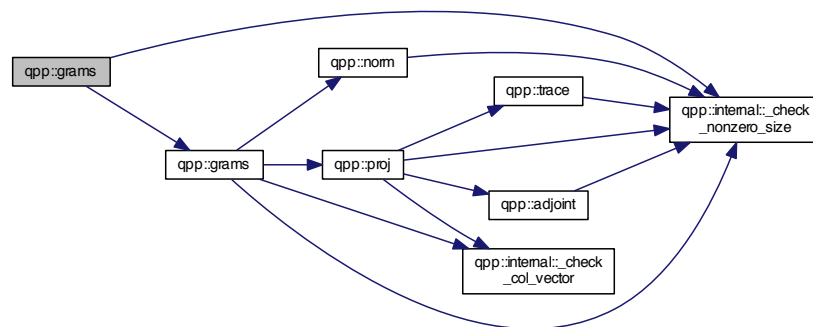 qpp::grams
qpp::norm
qpp::trace
qpp::internal::_check
_nonzero_size
qpp::grams
qpp::proj
qpp::adjoint
qpp::internal::_check
_col_vector